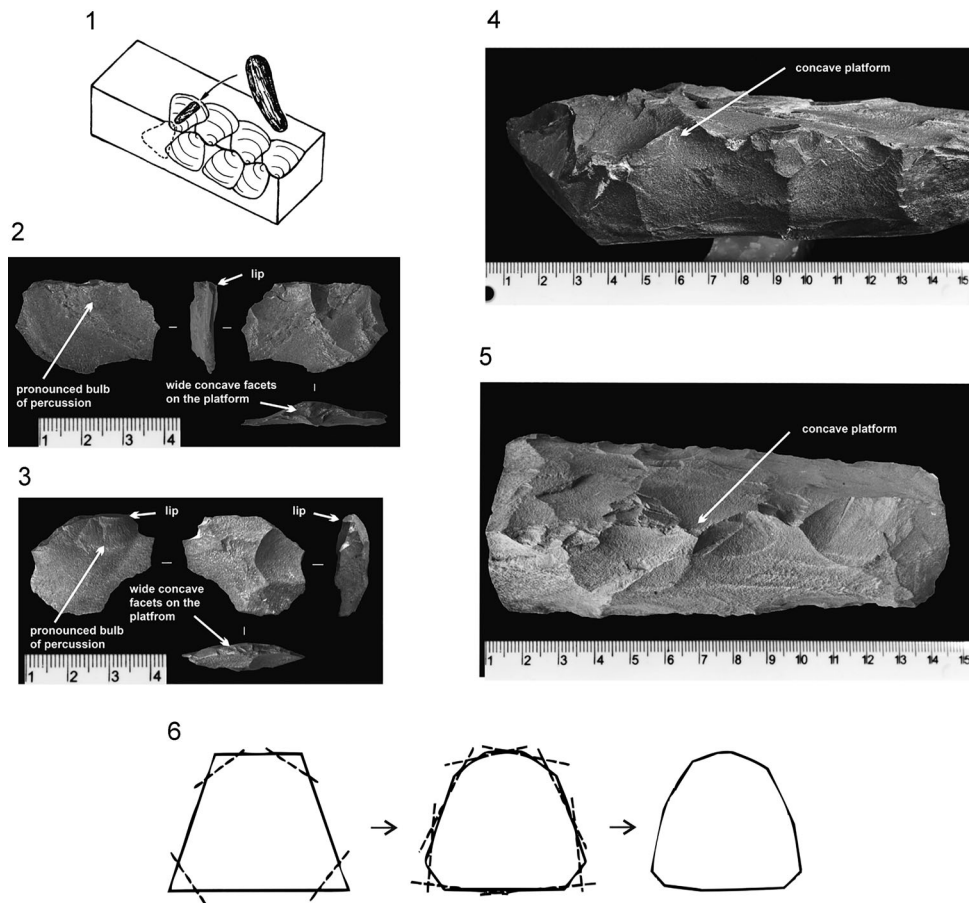 1
4
concave platform
1 2 3 4 5 6 7 8 9 10 11 12 13 14 15
2
lip
pronounced bulb
of percussion
wide concave facets
on the platform
1 2 3 4
5
concave platform
1 2 3 4 5 6 7 8 9 10 11 12 13 14 15
3
lip
lip
wide concave
facets on the
platfrom
pronounced bulb
of percussion
1 2 3 4
6